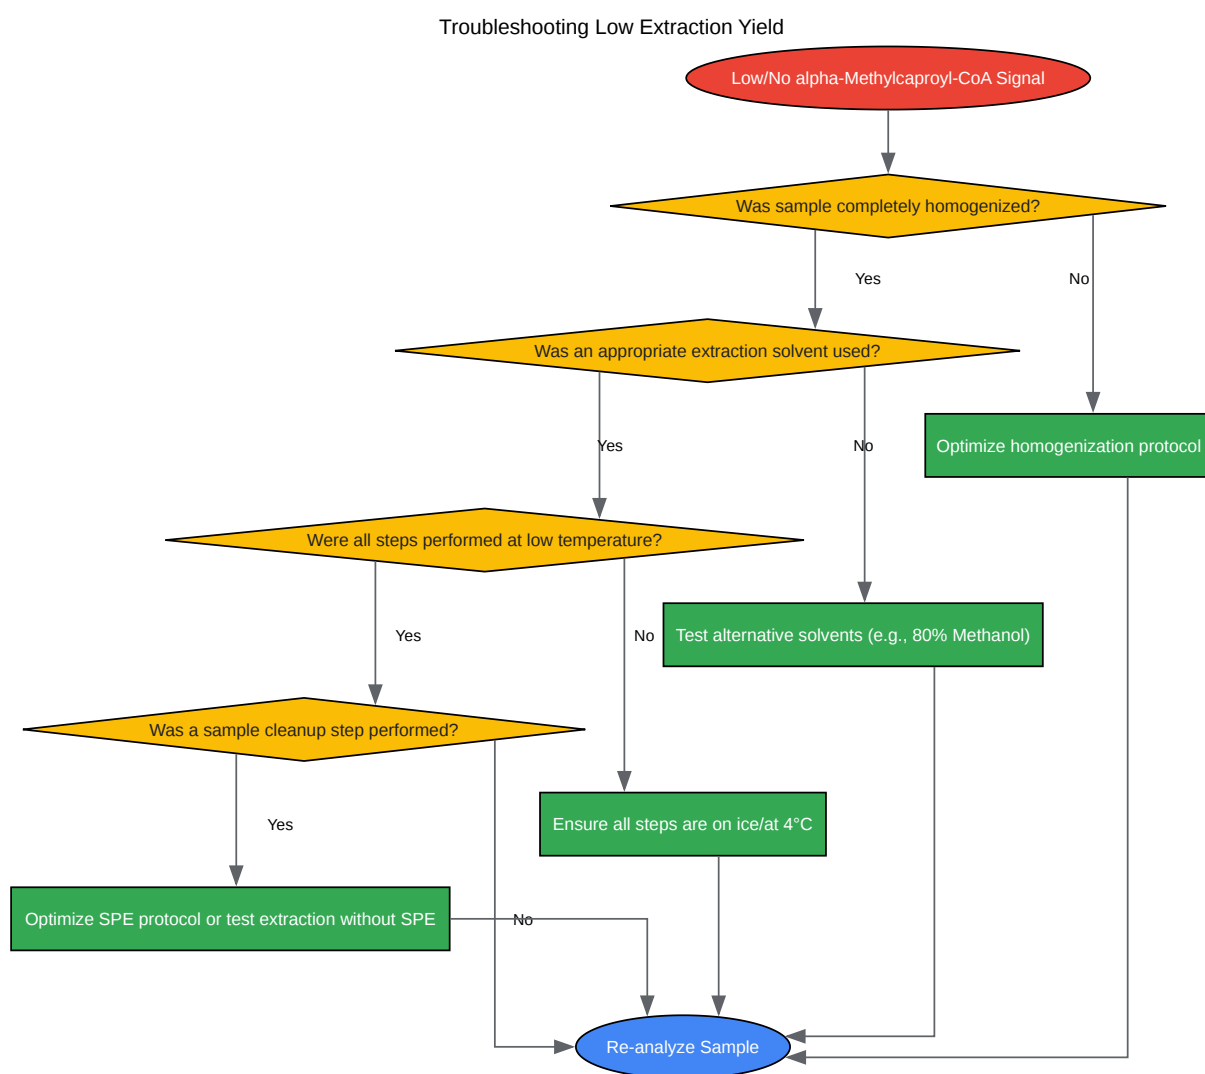 Troubleshooting Low Extraction Yield
Low/No alpha-Methylcaproyl-CoA Signal
Was sample completely homogenized?
Yes
No
Was an appropriate extraction solvent used?
Yes
No
Optimize homogenization protocol
Were all steps performed at low temperature?
Yes
No
Test alternative solvents (e.g., 80% Methanol)
Was a sample cleanup step performed?
Yes
Ensure all steps are on ice/at 4°C
Optimize SPE protocol or test extraction without SPE
No
Re-analyze Sample